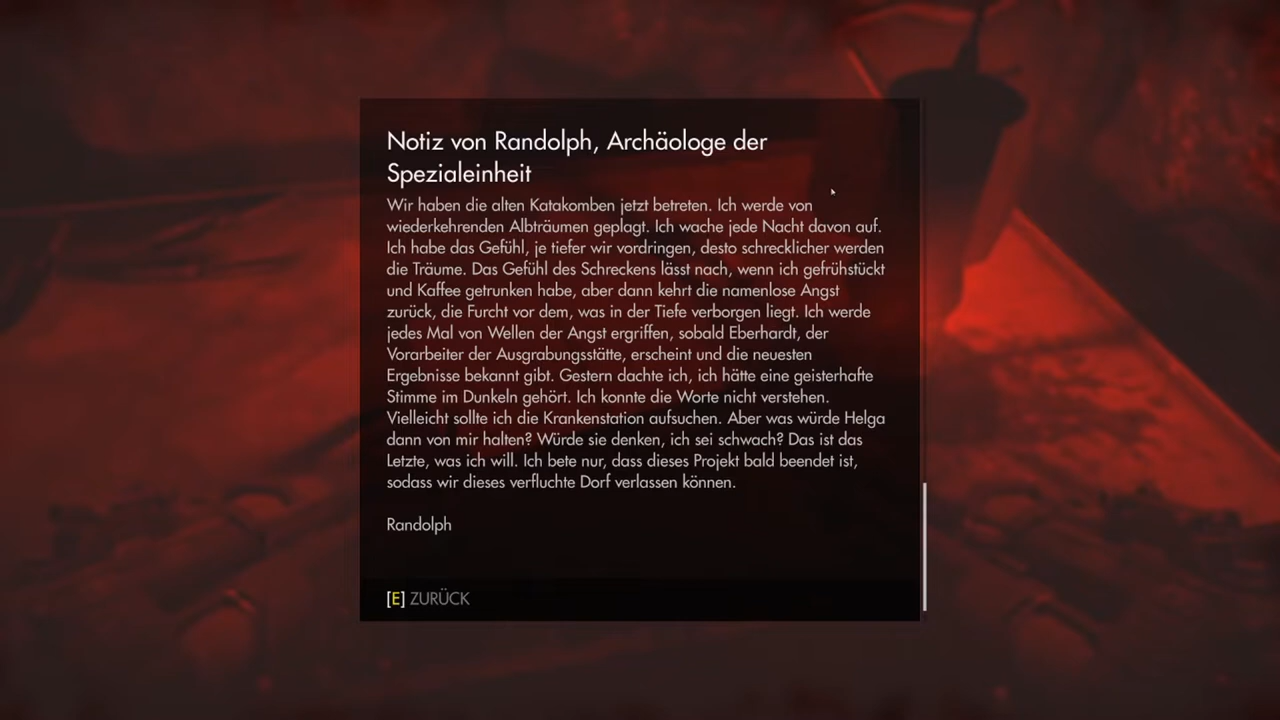 Notiz von Randolph, Archäologe der
Spezialeinheit
Wir haben die alten Katakomben jetzt betreten. Ich werde von
wiederkehrenden Albträumen geplagt. Ich wache jede Nacht davon auf.
Ich habe das Gefühl, je tiefer wir vordringen, desto schrecklicher werden
die Träume. Das Gefühl des Schreckens lässt nach, wenn ich gefrühstückt
und Kaffee getrunken habe, aber dann kehrt die namenlose Angst
zurück, die Furcht vor dem, was in der Tiefe verborgen liegt. Ich werde
jedes Mal von Wellen der Angst ergriffen, sobald Eberhardt, der
Vorarbeiter der Ausgrabungsstätte, erscheint und die neuesten
Ergebnisse bekannt gibt. Gestern dachte ich, ich hätte eine geisterhafte
Stimme im Dunkeln gehört. Ich konnte die Worte nicht verstehen.
Vielleicht sollte ich die Krankenstation aufsuchen. Aber was würde Helga
dann von mir halten? Würde sie denken, ich sei schwach? Das ist das
Letzte, was ich will. Ich bete nur, dass dieses Projekt bald beendet ist,
sodass wir dieses verfluchte Dorf verlassen können.
Randolph
[E] ZURÜCK